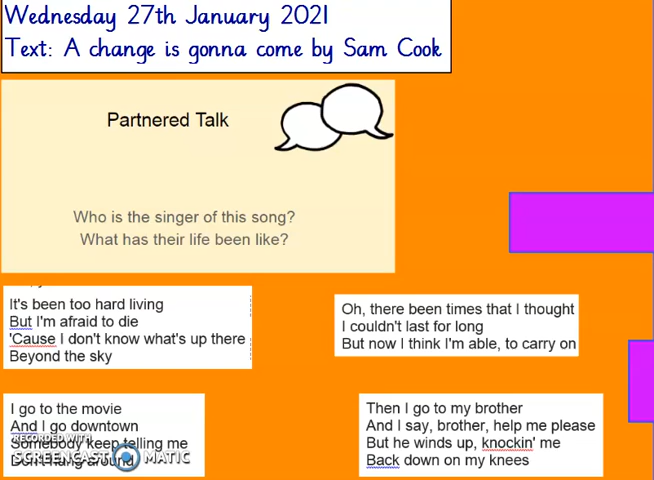 Wednesday 27th January 2021
Text: A change is gonna come by Sam Cook
Partnered Talk
Who is the singer of this song?
What has their life been like?
It's been too hard living
But I'm afraid to die
'Cause I don't know what's up there
Beyond the sky
Oh, there been times that I thought
I couldn't last for long
But now I think I'm able, to carry on
I go to the movie
And I go downtown
Somebody keep telling me
Don't hang around
RECORDED WITH
SCREENCAST MATIC
Then I go to my brother
And I say, brother, help me please
But he winds up, knockin' me
Back down on my knees